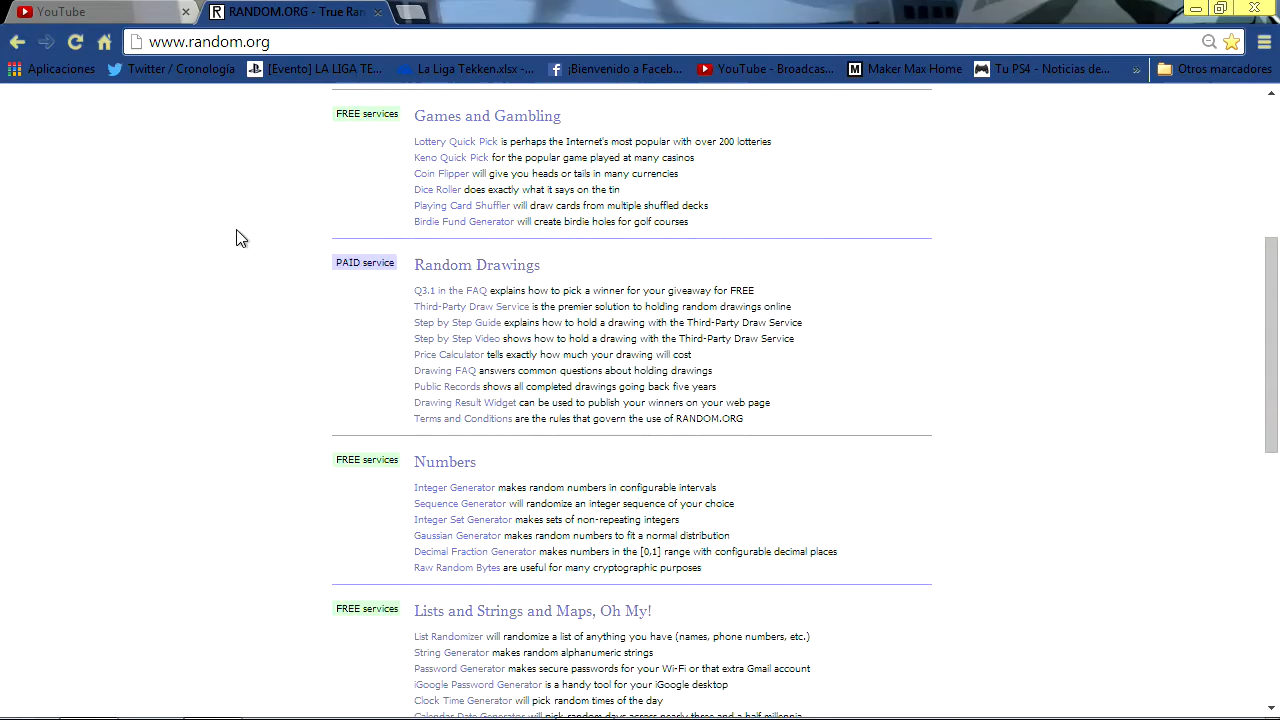 YouTube
RANDOM.ORG - True Ran
www.random.org
Aplicaciones
Twitter / Cronología
[Evento] LA LIGA TE...
La Liga Tekken.xlsx -...
¡Bienvenido a Faceb...
YouTube - Broadcas...
Maker Max Home
Tu PS4 - Noticias de...
»
Otros marcadores
FREE services
Games and Gambling
Lottery Quick Pick is perhaps the Internet's most popular with over 200 lotteries
Keno Quick Pick for the popular game played at many casinos
Coin Flipper will give you heads or tails in many currencies
Dice Roller does exactly what it says on the tin
Playing Card Shuffler will draw cards from multiple shuffled decks
Birdie Fund Generator will create birdie holes for golf courses
PAID service
Random Drawings
Q3.1 in the FAQ explains how to pick a winner for your giveaway for FREE
Third-Party Draw Service is the premier solution to holding random drawings online
Step by Step Guide explains how to hold a drawing with the Third-Party Draw Service
Step by Step Video shows how to hold a drawing with the Third-Party Draw Service
Price Calculator tells exactly how much your drawing will cost
Drawing FAQ answers common questions about holding drawings
Public Records shows all completed drawings going back five years
Drawing Result Widget can be used to publish your winners on your web page
Terms and Conditions are the rules that govern the use of RANDOM.ORG
FREE services
Numbers
Integer Generator makes random numbers in configurable intervals
Sequence Generator will randomize an integer sequence of your choice
Integer Set Generator makes sets of non-repeating integers
Gaussian Generator makes random numbers to fit a normal distribution
Decimal Fraction Generator makes numbers in the [0,1] range with configurable decimal places
Raw Random Bytes are useful for many cryptographic purposes
FREE services
Lists and Strings and Maps, Oh My!
List Randomizer will randomize a list of anything you have (names, phone numbers, etc.)
String Generator makes random alphanumeric strings
Password Generator makes secure passwords for your Wi-Fi or that extra Gmail account
iGoogle Password Generator is a handy tool for your iGoogle desktop
Clock Time Generator will pick random times of the day
Calendar Date Generator will pick random days across nearly three and a half millennia